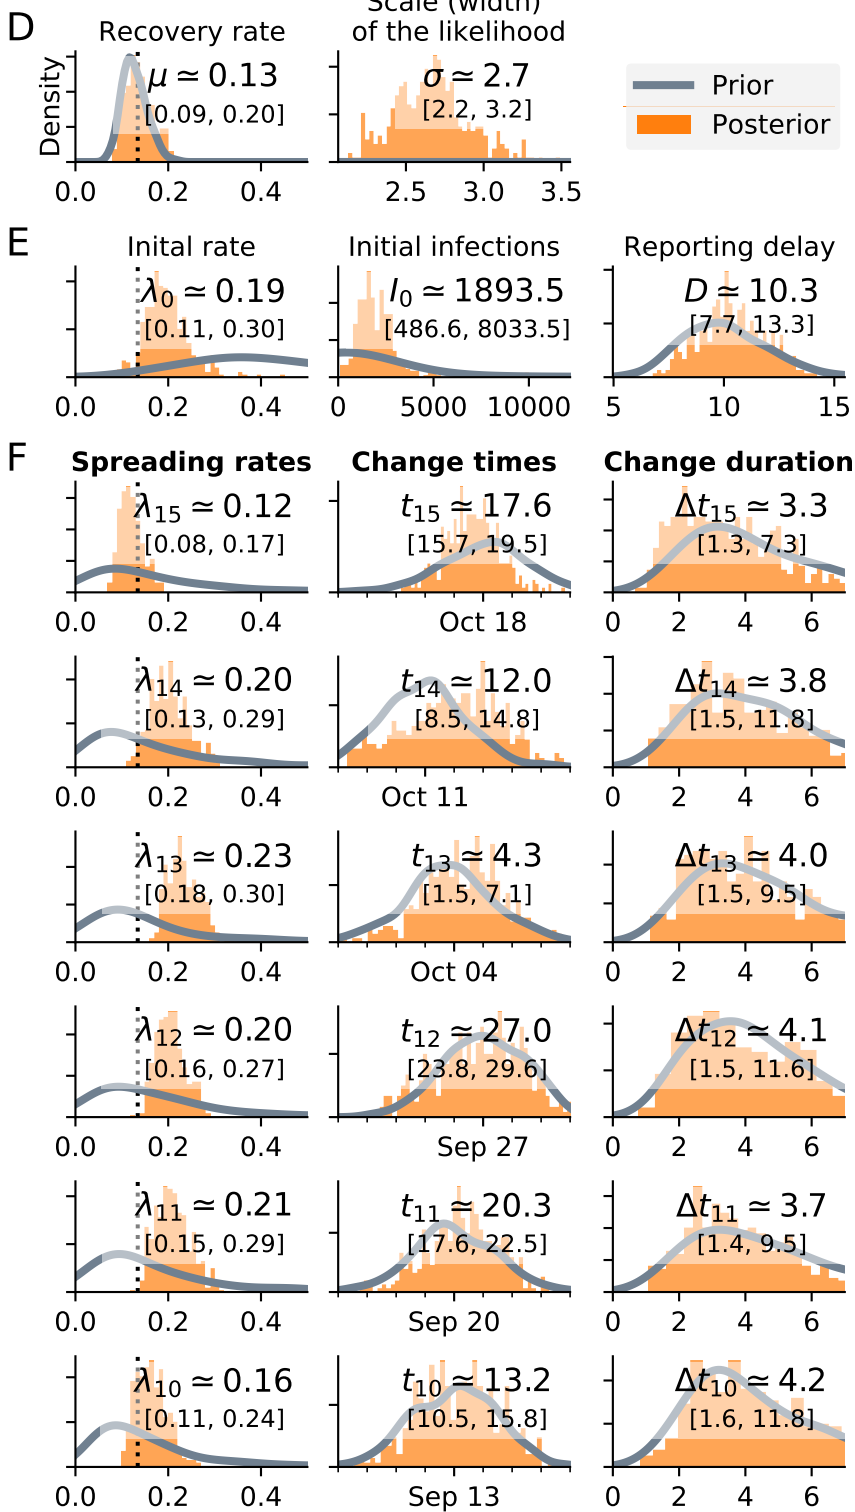 D
Scale (width)
Recovery rate
of the likelihood
Density
μ ≃ 0.13
[0.09, 0.20]
σ ≃ 2.7
[2.2, 3.2]
Prior
Posterior
0.0 0.2 0.4
2.5 3.0 3.5
E
Inital rate
Initial infections
Reporting delay
λ0 ≃ 0.19
[0.11, 0.30]
I0 ≃ 1893.5
[486.6, 8033.5]
D ≃ 10.3
[7.7, 13.3]
0.0 0.2 0.4
0 5000 10000
5 10 15
F
Spreading rates
Change times
Change duration
λ15 ≃ 0.12
[0.08, 0.17]
t15 ≃ 17.6
[15.7, 19.5]
Δt15 ≃ 3.3
[1.3, 7.3]
0.0 0.2 0.4
Oct 18
0 2 4 6
λ14 ≃ 0.20
[0.13, 0.29]
t14 ≃ 12.0
[8.5, 14.8]
Δt14 ≃ 3.8
[1.5, 11.8]
0.0 0.2 0.4
Oct 11
0 2 4 6
λ13 ≃ 0.23
[0.18, 0.30]
t13 ≃ 4.3
[1.5, 7.1]
Δt13 ≃ 4.0
[1.5, 9.5]
0.0 0.2 0.4
Oct 04
0 2 4 6
λ12 ≃ 0.20
[0.16, 0.27]
t12 ≃ 27.0
[23.8, 29.6]
Δt12 ≃ 4.1
[1.5, 11.6]
0.0 0.2 0.4
Sep 27
0 2 4 6
λ11 ≃ 0.21
[0.15, 0.29]
t11 ≃ 20.3
[17.6, 22.5]
Δt11 ≃ 3.7
[1.4, 9.5]
0.0 0.2 0.4
Sep 20
0 2 4 6
λ10 ≃ 0.16
[0.11, 0.24]
t10 ≃ 13.2
[10.5, 15.8]
Δt10 ≃ 4.2
[1.6, 11.8]
0.0 0.2 0.4
Sep 13
0 2 4 6